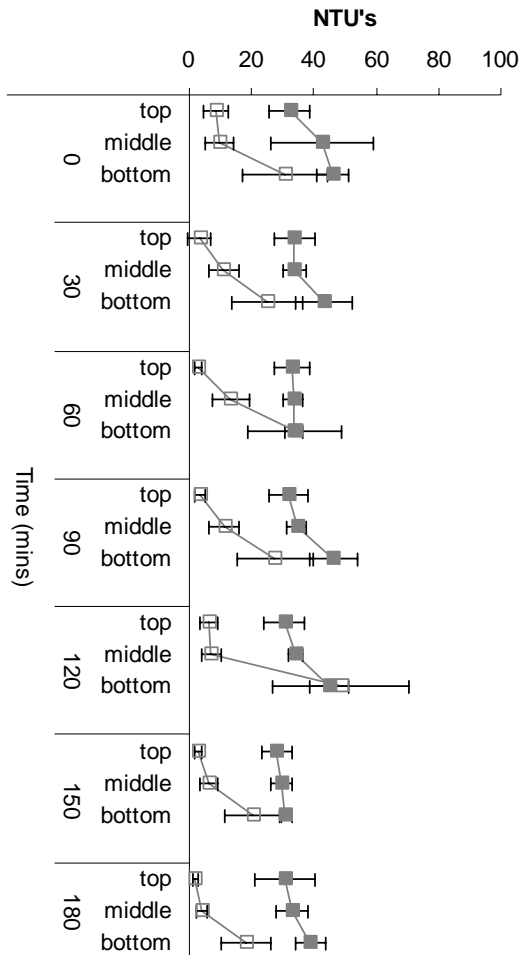 NTU's
0 20 40 60 80 100
top
middle
bottom
0
top
middle
bottom
30
top
middle
bottom
60
top
middle
bottom
90
top
middle
bottom
120
top
middle
bottom
150
top
middle
bottom
180
Time (mins)